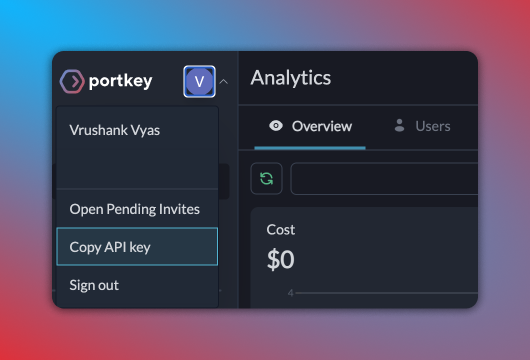 portkey
V
Vrushank Vyas
Open Pending Invites
Copy API key
Sign out
Analytics
Overview
Users
Cost
$0
4